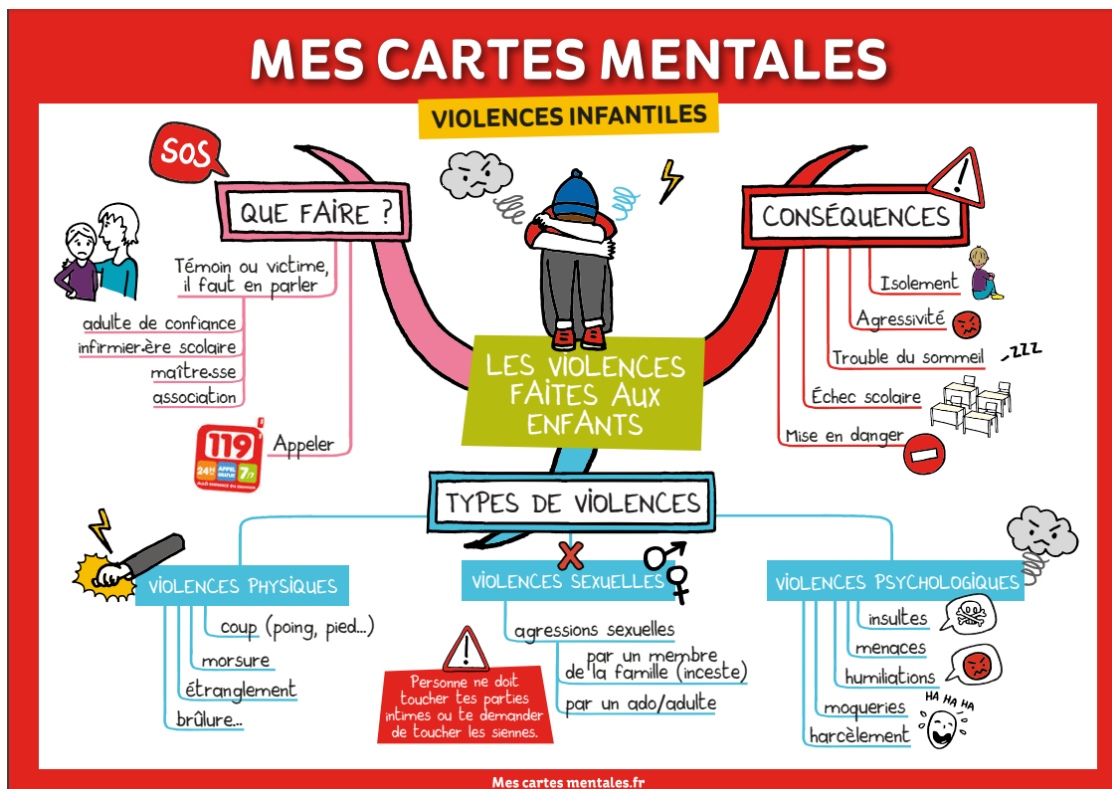 MES CARTES MENTALES
VIOLENCES INFANTILES
SOS
QUE FAIRE ?
Témoin ou victime,
il faut en parler
adulte de confiance
infirmier·ère scolaire
maître·sse
association
Appeler
119
24H/
APPEL
GRATUIT
7/7
CONSÉQUENCES
Isolement
Agressivité
Trouble du sommeil
-ZZZ
Échec scolaire
Mise en danger
LES VIOLENCES
FAITES AUX
ENFANTS
TYPES DE VIOLENCES
VIOLENCES PHYSIQUES
coup (poing, pied...)
morsure
étranglement
brûlure...
VIOLENCES SEXUELLES
agressions sexuelles
par un membre
de la famille (inceste)
par un ado/adulte
Personne ne doit
toucher tes parties
intimes ou te demander
de toucher les siennes.
VIOLENCES PSYCHOLOGIQUES
insultes
menaces
humiliations
HA HA HA
moqueries
harcèlement
Mes cartes mentales.fr